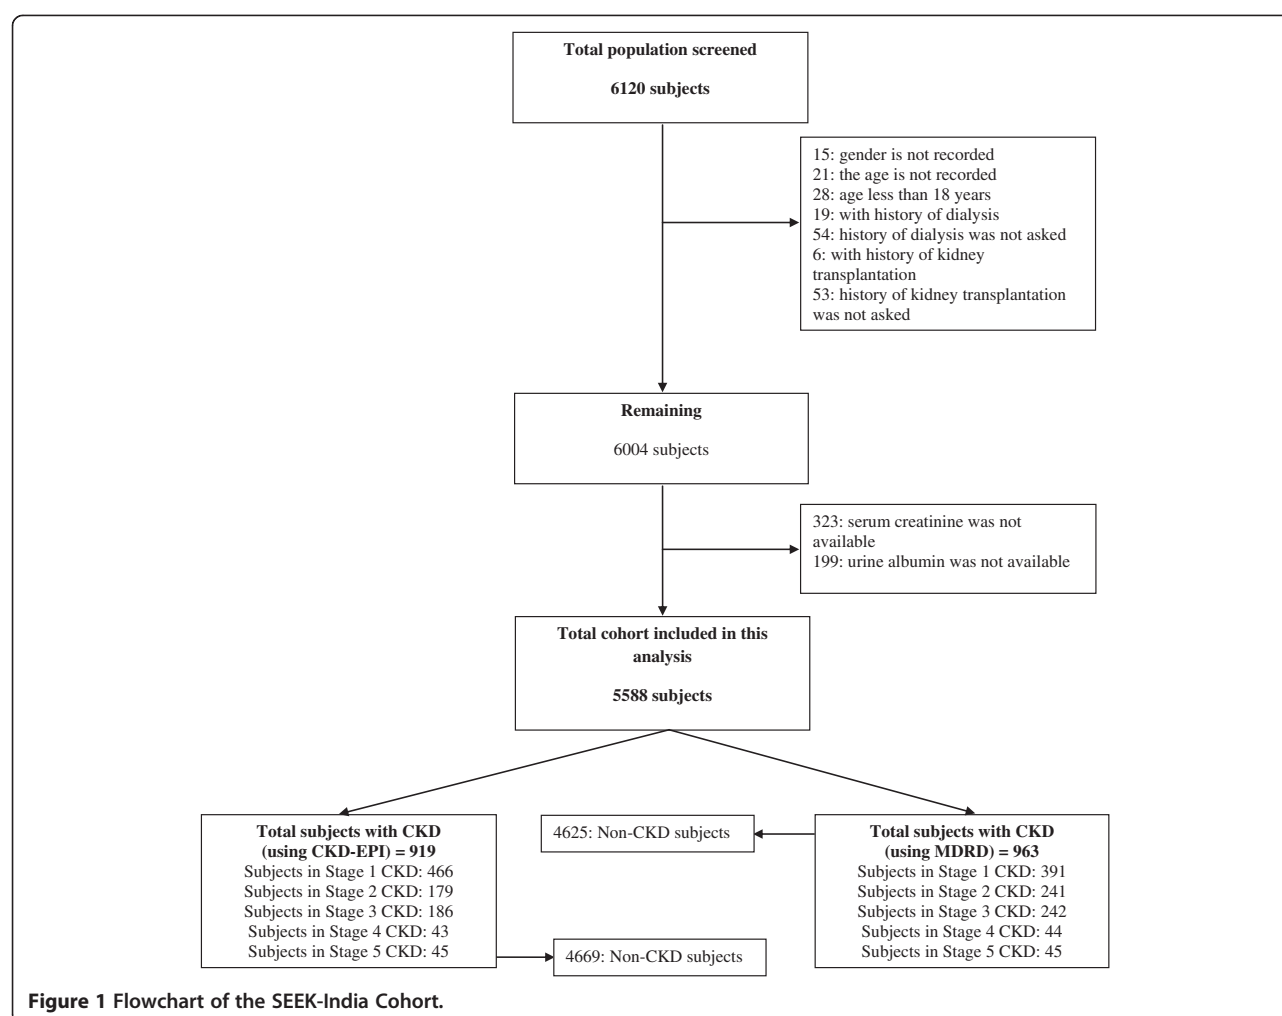 Total population screened
6120 subjects
15: gender is not recorded
21: the age is not recorded
28: age less than 18 years
19: with history of dialysis
54: history of dialysis was not asked
6: with history of kidney
transplantation
53: history of kidney transplantation
was not asked
Remaining
6004 subjects
323: serum creatinine was not
available
199: urine albumin was not available
Total cohort included in this
analysis
5588 subjects
Total subjects with CKD
(using CKD-EPI) = 919
Subjects in Stage 1 CKD: 466
Subjects in Stage 2 CKD: 179
Subjects in Stage 3 CKD: 186
Subjects in Stage 4 CKD: 43
Subjects in Stage 5 CKD: 45
4625: Non-CKD subjects
4669: Non-CKD subjects
Total subjects with CKD
(using MDRD) = 963
Subjects in Stage 1 CKD: 391
Subjects in Stage 2 CKD: 241
Subjects in Stage 3 CKD: 242
Subjects in Stage 4 CKD: 44
Subjects in Stage 5 CKD: 45
Figure 1 Flowchart of the SEEK-India Cohort.